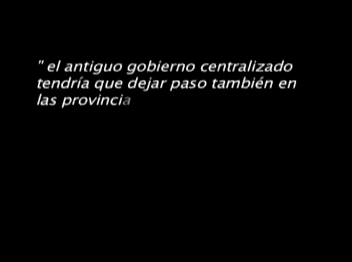 " el antiguo gobierno centralizado
tendría que dejar paso también en
las provincia